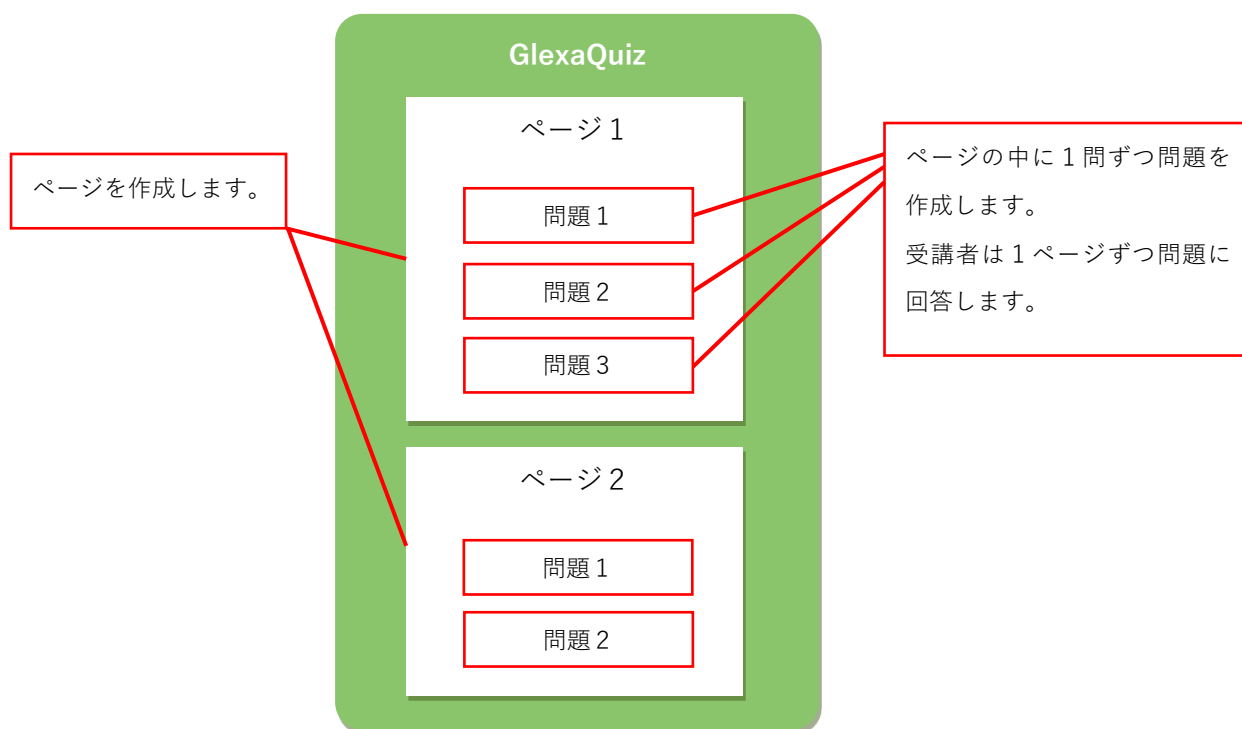 GlexaQuiz
ページ１
ページを作成します。
問題１
問題２
問題３
ページの中に１問ずつ問題を
作成します。
受講者は１ページずつ問題に
回答します。
ページ２
問題１
問題２